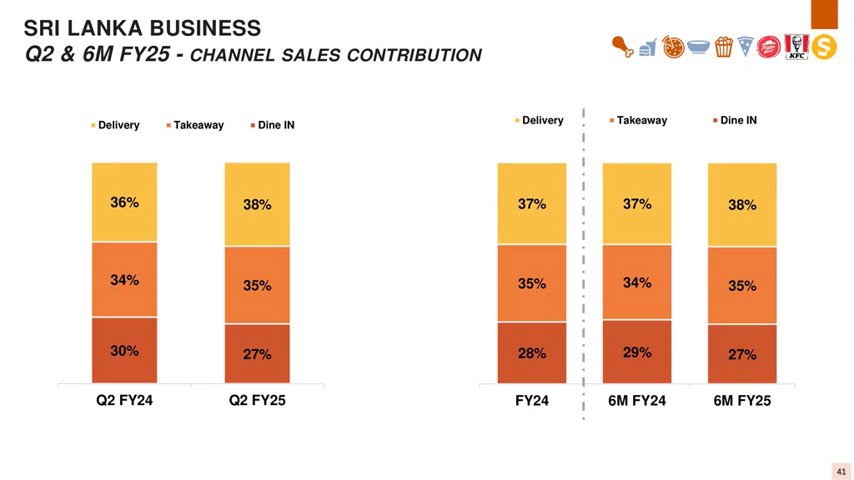 SRI LANKA BUSINESS
Q2 & 6M FY25 - CHANNEL SALES CONTRIBUTION
KFC
Delivery Takeaway Dine IN
36% 38%
34% 35%
30% 27%
Q2 FY24 Q2 FY25
Delivery Takeaway Dine IN
37% 37% 38%
35% 34% 35%
28% 29% 27%
FY24 6M FY24 6M FY25
41